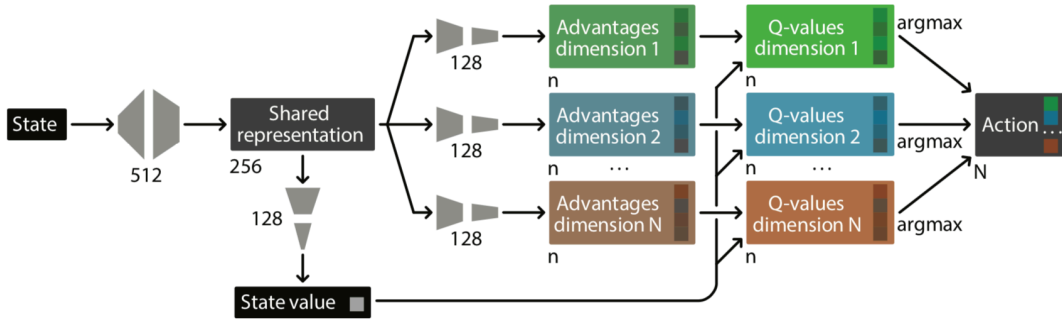 State
512
Shared
representation
256
128
State value
128
128
128
Advantages
dimension 1
n
Advantages
dimension 2
n
...
Advantages
dimension N
n
Q-values
dimension 1
n
Q-values
dimension 2
n
...
Q-values
dimension N
n
argmax
argmax
argmax
Action
...
N